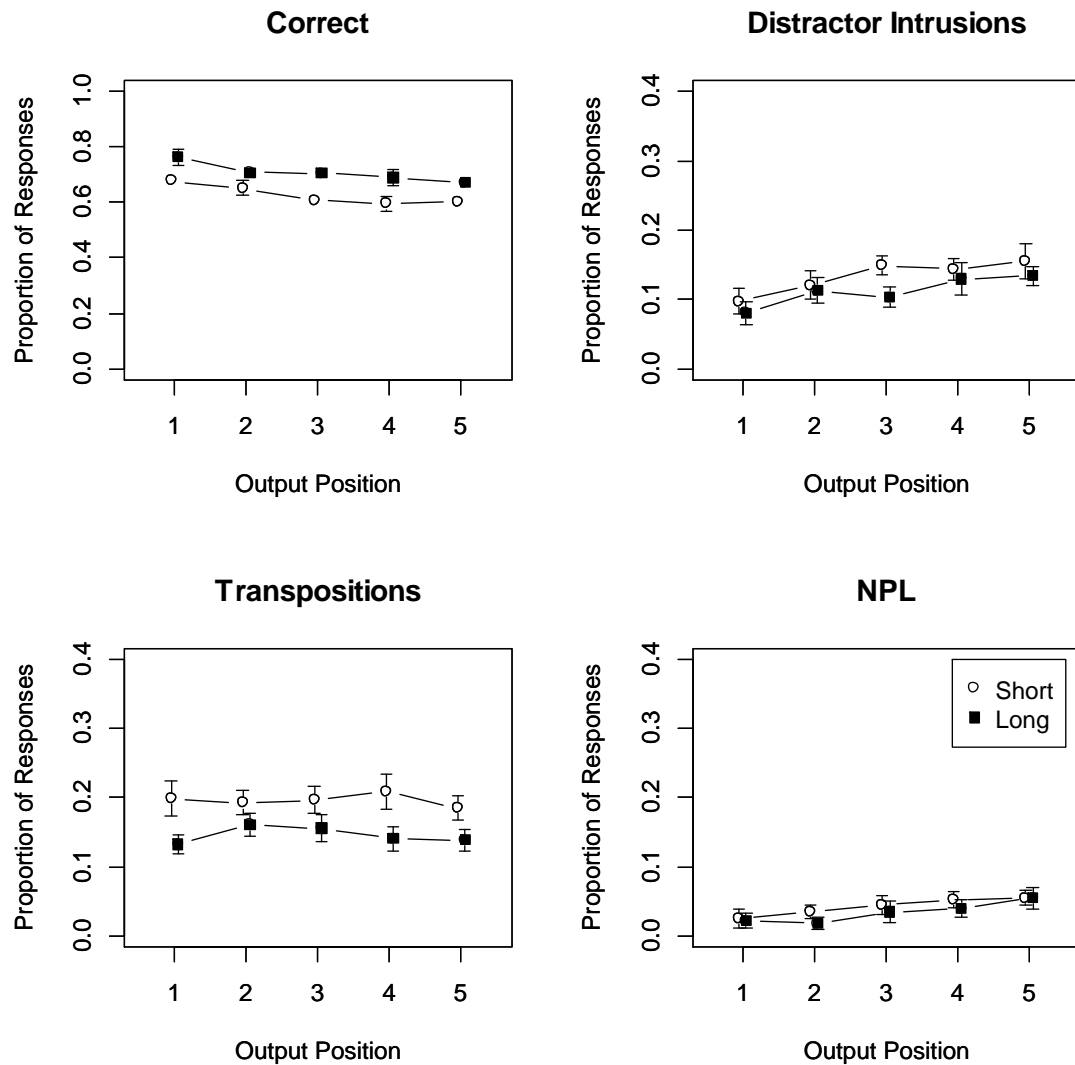 Correct
Proportion of Responses
1.0
0.8
0.6
0.4
0.2
0.0
1 2 3 4 5
Output Position
Distractor Intrusions
Proportion of Responses
0.4
0.3
0.2
0.1
0.0
1 2 3 4 5
Output Position
Transpositions
Proportion of Responses
0.4
0.3
0.2
0.1
0.0
1 2 3 4 5
Output Position
NPL
Proportion of Responses
0.4
0.3
0.2
0.1
0.0
Short
Long
1 2 3 4 5
Output Position